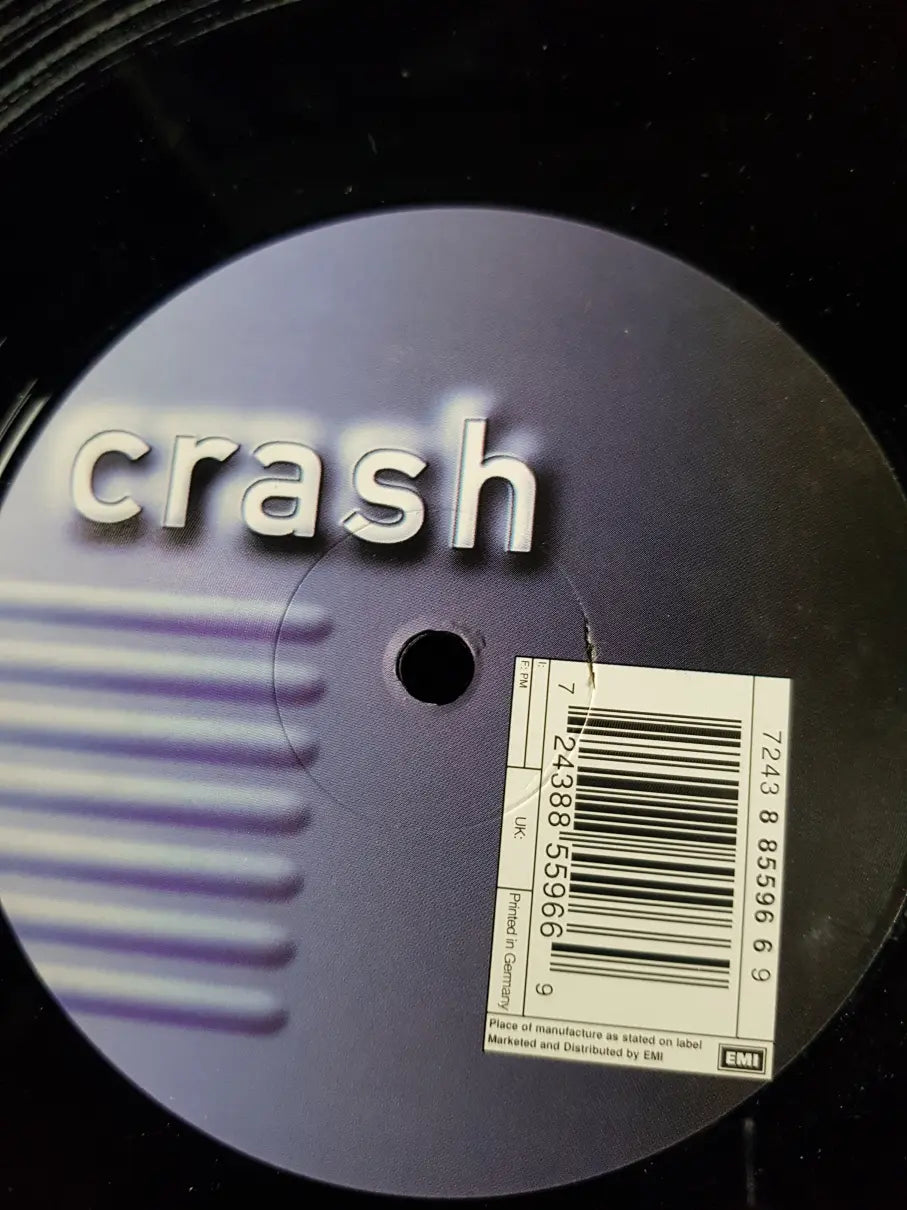 crash
7243 8 85596 6 9
7 24388 55966 9
I:
F: PM
UK:
Printed in Germany
Place of manufacture as stated on label
Marketed and Distributed by EMI
EMI